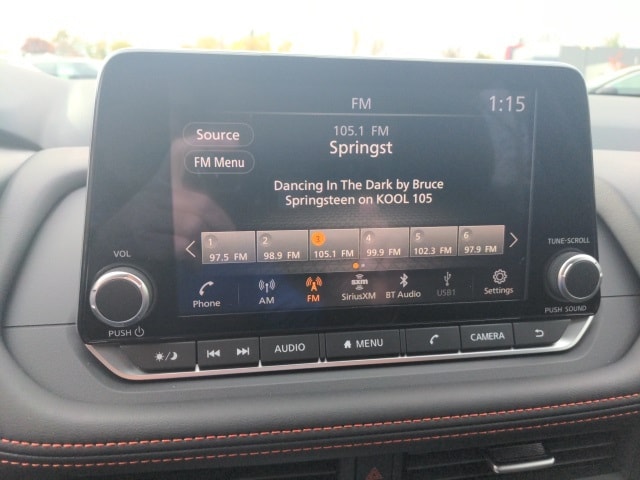 FM
1:15
Source
105.1 FM
Springst
FM Menu
Dancing In The Dark by Bruce
Springsteen on KOOL 105
1 2 3 4 5 6
97.5 FM 98.9 FM 105.1 FM 99.9 FM 102.3 FM 97.9 FM
VOL
TUNE·SCROLL
Phone AM FM SXM SiriusXM BT Audio USB1 Settings
PUSH
PUSH SOUND
AUDIO MENU CAMERA